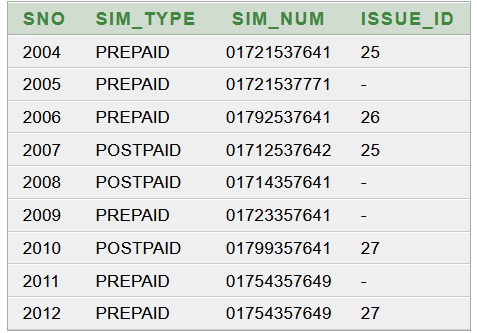 SNO SIM_TYPE SIM_NUM ISSUE_ID
2004 PREPAID 01721537641 25
2005 PREPAID 01721537771 -
2006 PREPAID 01792537641 26
2007 POSTPAID 01712537642 25
2008 POSTPAID 01714357641 -
2009 PREPAID 01723357641 -
2010 POSTPAID 01799357641 27
2011 PREPAID 01754357649 -
2012 PREPAID 01754357649 27